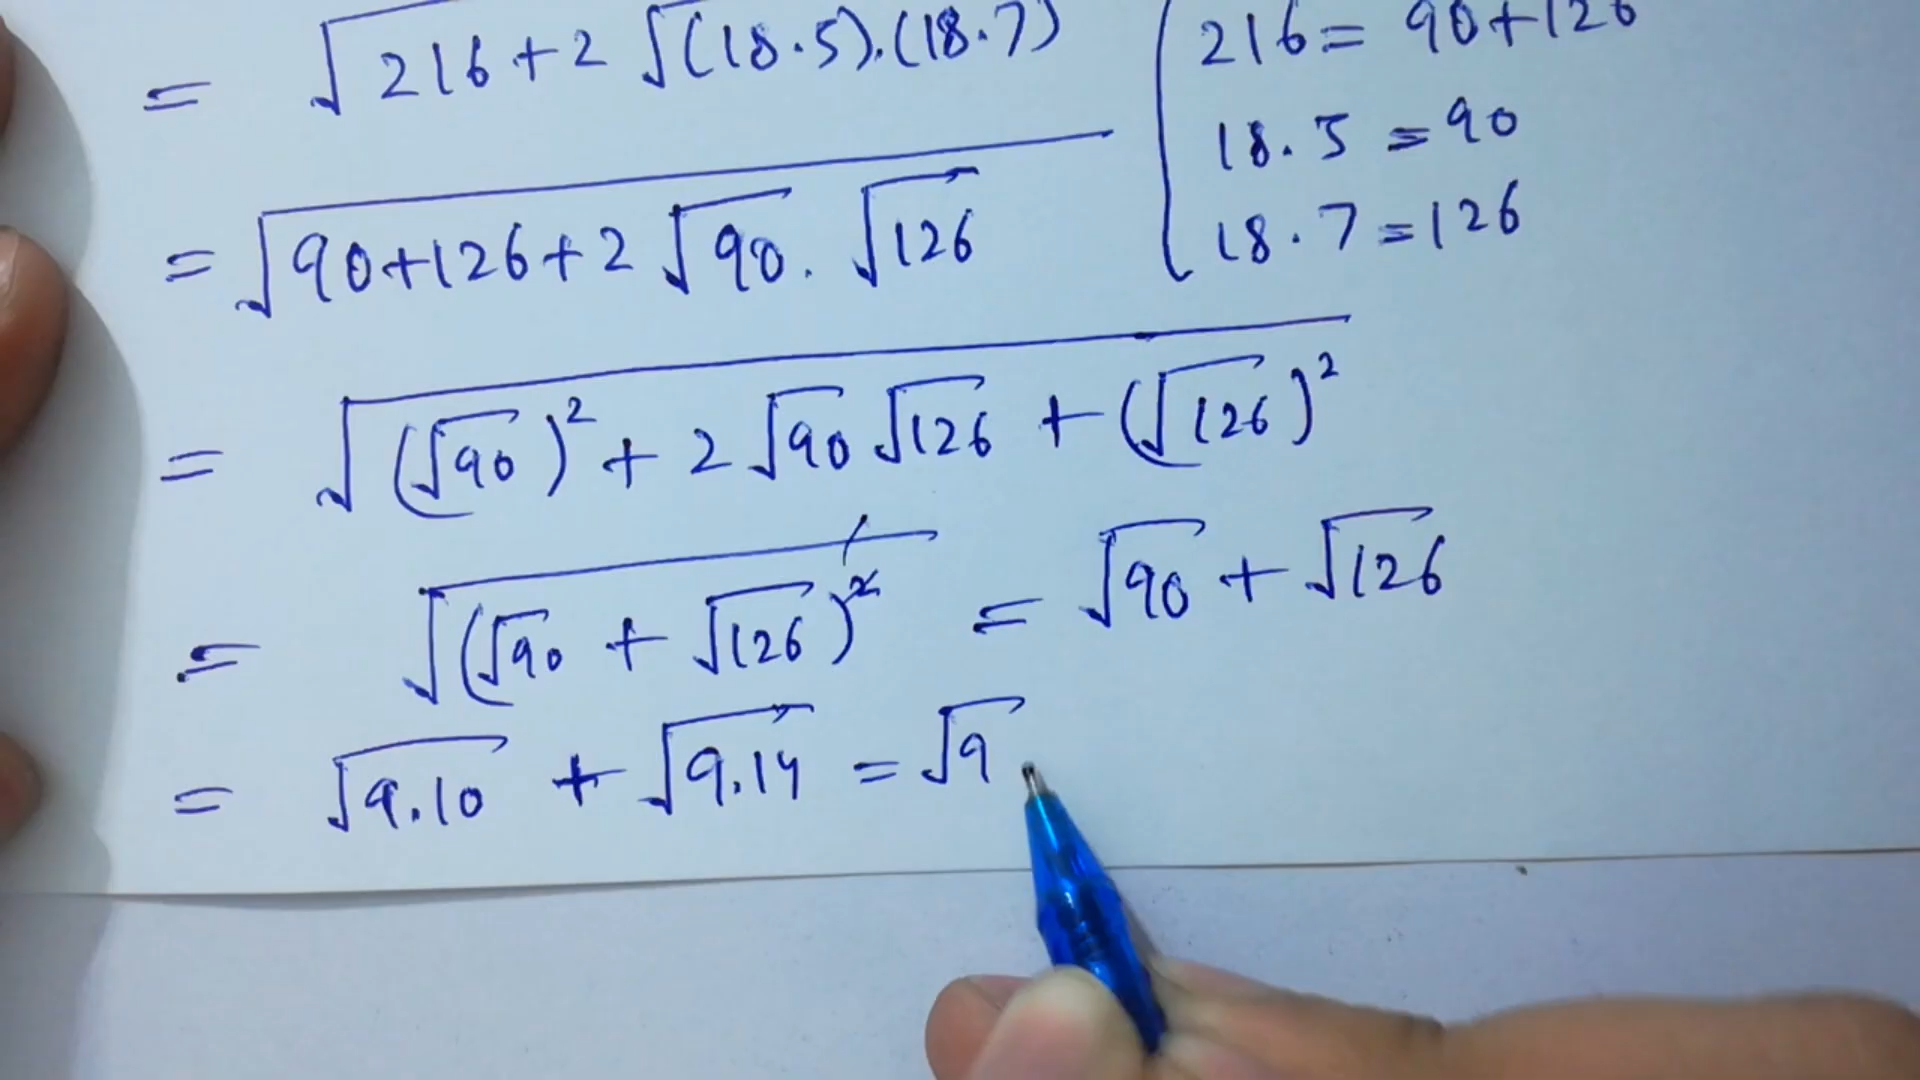 = √216+2 √(18.5).(18.7)
= √90+126+2 √90 . √126
= √(√90)² + 2 √90 √126 + (√126)²
= √(√90 + √126)² = √90 + √126
= √9.10 + √9.14 = √9
216 = 90+126
18.5 = 90
18.7 = 126